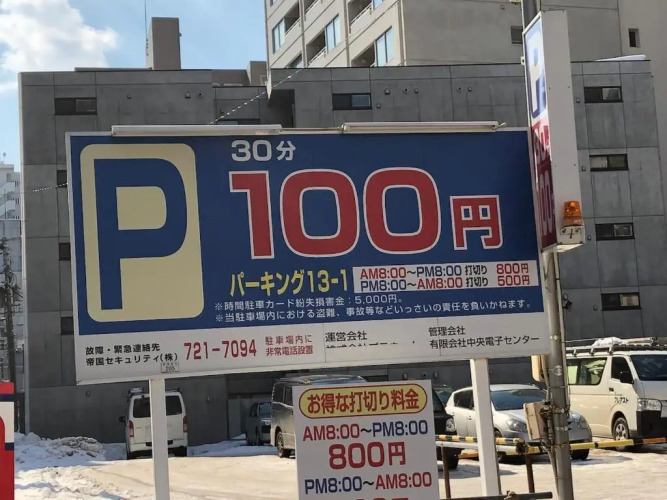 P
30分
100円
パーキング13-1
AM8:00～PM8:00 打切り 800円
PM8:00～AM8:00 打切り 500円
※時間駐車カード紛失損害金：5,000円。
※当駐車場内における盗難、事故等などいっさいの責任を負いかねます。
故障・緊急連絡先
帝国セキュリティ(株)
721-7094
駐車場内に
非常電話設置
運営会社
管理会社
有限会社中央電子センター
お得な打切り料金
AM8:00～PM8:00
800円
PM8:00～AM8:00
P